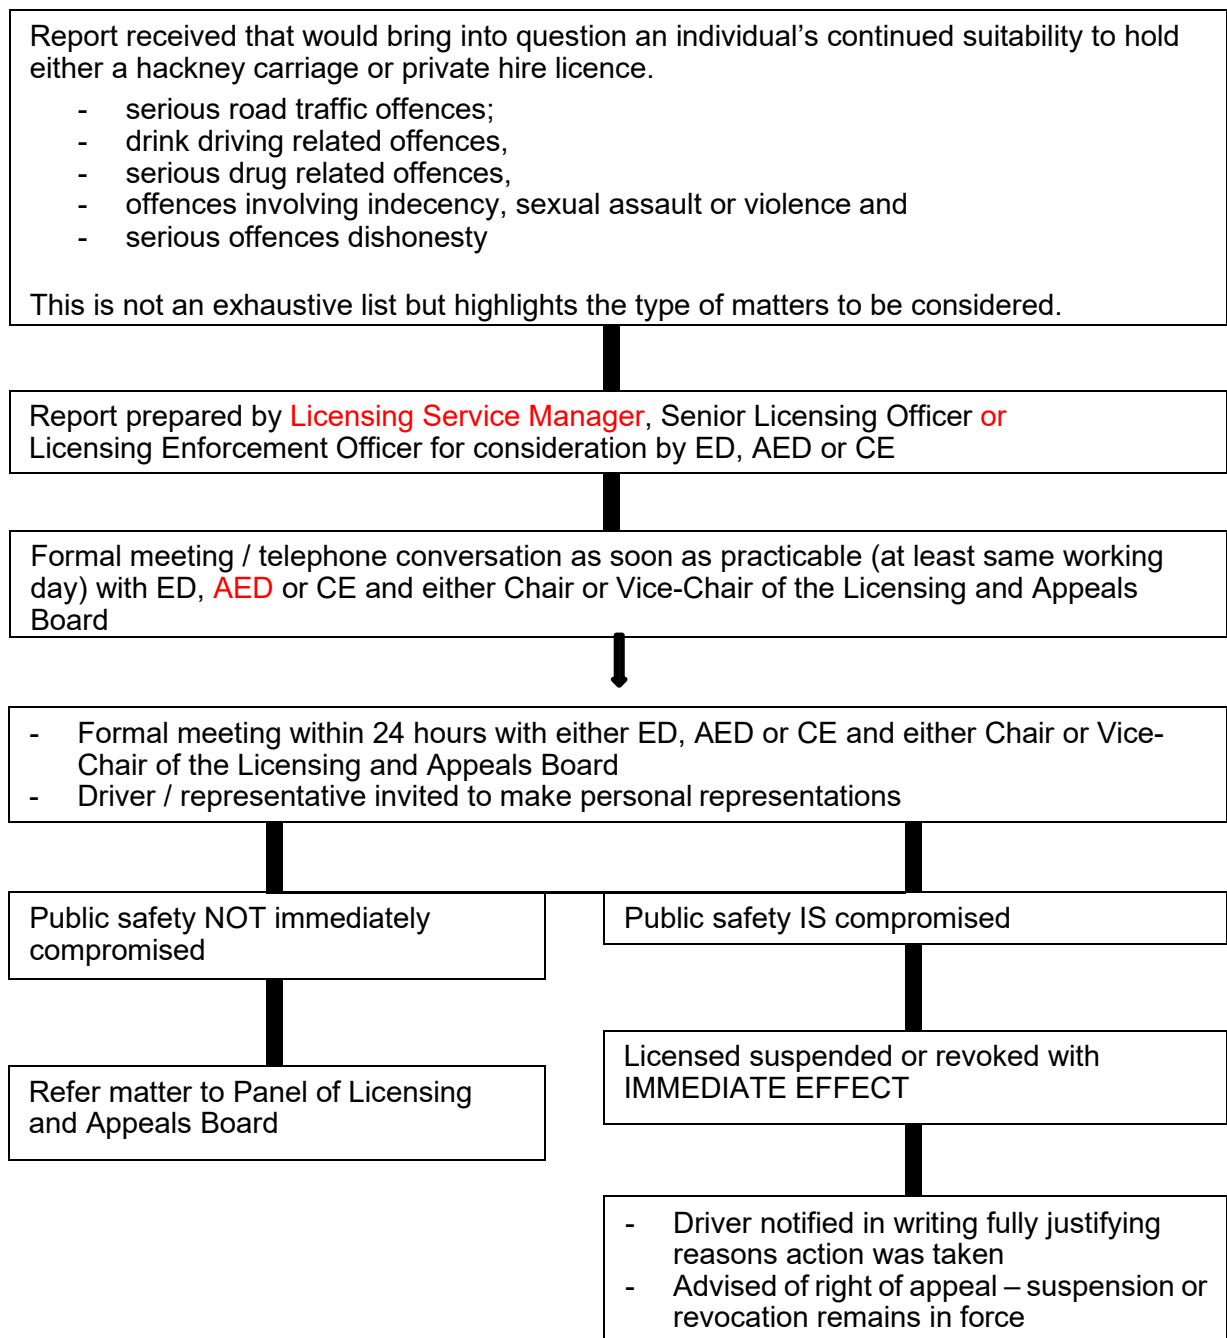 Report received that would bring into question an individual’s continued suitability to hold
either a hackney carriage or private hire licence.
- serious road traffic offences;
- drink driving related offences,
- serious drug related offences,
- offences involving indecency, sexual assault or violence and
- serious offences dishonesty
This is not an exhaustive list but highlights the type of matters to be considered.
Report prepared by Licensing Service Manager, Senior Licensing Officer or
Licensing Enforcement Officer for consideration by ED, AED or CE
Formal meeting / telephone conversation as soon as practicable (at least same working
day) with ED, AED or CE and either Chair or Vice-Chair of the Licensing and Appeals
Board
- Formal meeting within 24 hours with either ED, AED or CE and either Chair or Vice-
Chair of the Licensing and Appeals Board
- Driver / representative invited to make personal representations
Public safety NOT immediately
compromised
Public safety IS compromised
Refer matter to Panel of Licensing
and Appeals Board
Licensed suspended or revoked with
IMMEDIATE EFFECT
- Driver notified in writing fully justifying
reasons action was taken
- Advised of right of appeal – suspension or
revocation remains in force